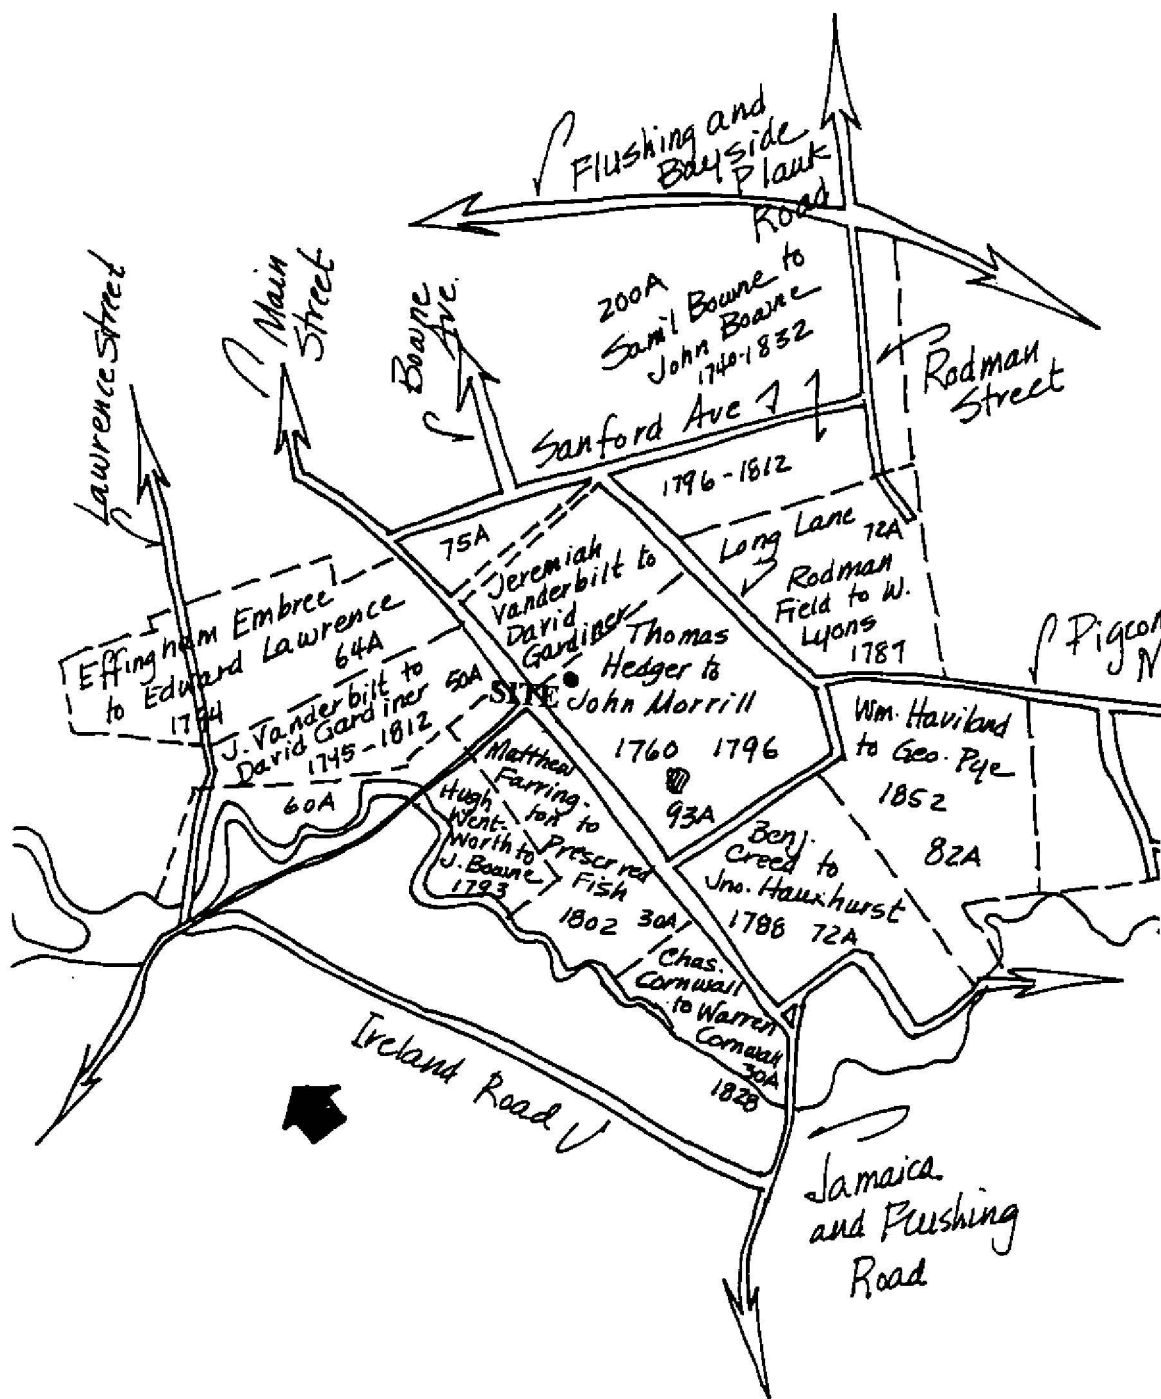 Flushing and
Bayside
Plank
Road
Lawrence Street
Main
Street
Bowne
Ave.
200A
Sam'l Bowne to
John Bowne
1740-1832
Rodman
Street
Sanford Ave
1796-1812
75A
Long Lane
72A
Rodman
Field to W.
Lyons
1787
Jeremiah
Vanderbilt to
David
Gardiner
Effingham Embree
to Edward Lawrence
64A
1794
J. Vanderbilt to
David Gardiner
50A
1745-1812
60A
SITE
Thomas
Hedger to
John Morrill
1760 1796
93A
Wm. Haviland
to Geo. Pye
1852
82A
Matthew
Farring-
ton to
Preserved
Fish
1802 30A
Hugh
Went-
worth to
J. Bowne
1793
Benj.
Creed to
Jno. Hauxhurst
1788 72A
Chas.
Cornwall
to Warren
Cornwall
30A
1828
Ireland Road
Jamaica
and Flushing
Road